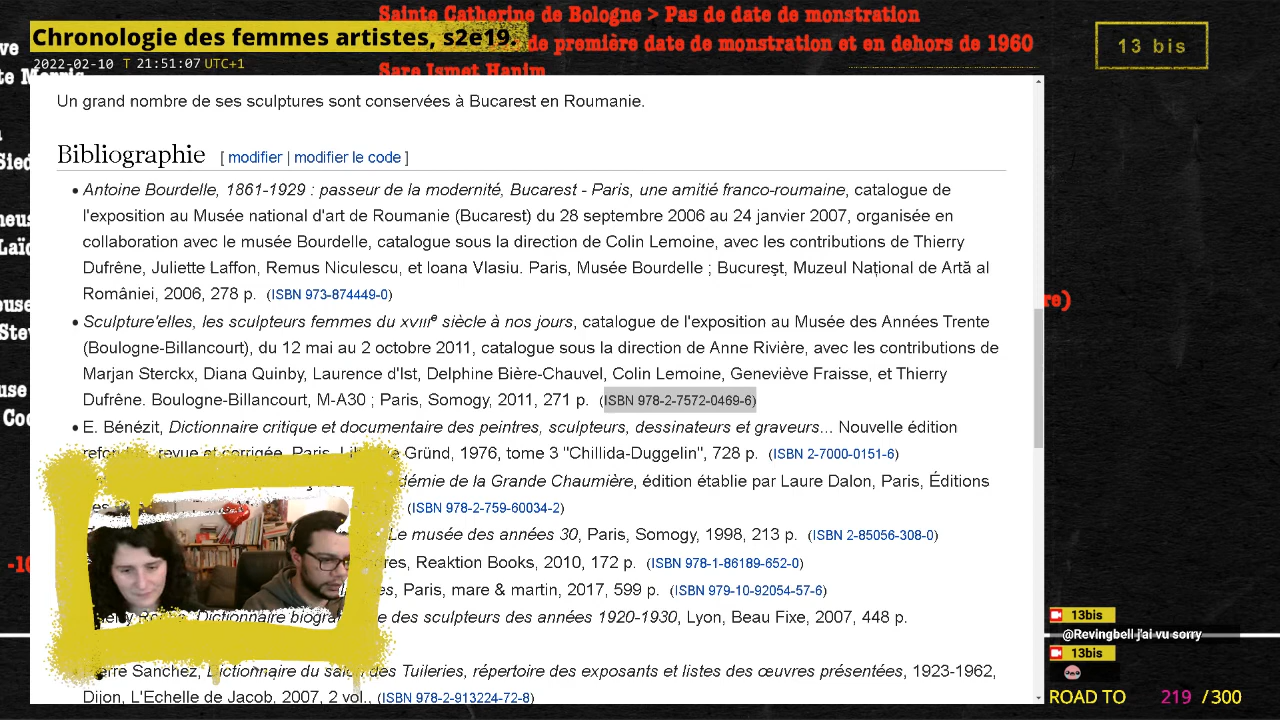 Sainte Catherine de Bologne > Pas de date de monstration
Chronologie des femmes artistes, s2e19.
de première date de monstration et en dehors de 1960
13 bis
2022-02-10 T 21:51:07 UTC+1
Sare Ismet Hanim
Un grand nombre de ses sculptures sont conservées à Bucarest en Roumanie.
Bibliographie [ modifier | modifier le code ]
• Antoine Bourdelle, 1861-1929 : passeur de la modernité, Bucarest - Paris, une amitié franco-roumaine, catalogue de
l'exposition au Musée national d'art de Roumanie (Bucarest) du 28 septembre 2006 au 24 janvier 2007, organisée en
collaboration avec le musée Bourdelle, catalogue sous la direction de Colin Lemoine, avec les contributions de Thierry
Dufrêne, Juliette Laffon, Remus Niculescu, et Ioana Vlasiu. Paris, Musée Bourdelle ; Bucureşt, Muzeul Național de Artă al
României, 2006, 278 p. (ISBN 973-874449-0)
• Sculpture'elles, les sculpteurs femmes du XVIIIe siècle à nos jours, catalogue de l'exposition au Musée des Années Trente
(Boulogne-Billancourt), du 12 mai au 2 octobre 2011, catalogue sous la direction de Anne Rivière, avec les contributions de
Marjan Sterckx, Diana Quinby, Laurence d'Ist, Delphine Bière-Chauvel, Colin Lemoine, Geneviève Fraisse, et Thierry
Dufrêne. Boulogne-Billancourt, M-A30 ; Paris, Somogy, 2011, 271 p. (ISBN 978-2-7572-0469-6)
• E. Bénézit, Dictionnaire critique et documentaire des peintres, sculpteurs, dessinateurs et graveurs... Nouvelle édition
revue et corrigée, Paris, Gründ, 1976, tome 3 "Chillida-Duggelin", 728 p. (ISBN 2-7000-0151-6)
de la Grande Chaumière, édition établie par Laure Dalon, Paris, Éditions
(ISBN 978-2-759-60034-2)
Le musée des années 30, Paris, Somogy, 1998, 213 p. (ISBN 2-85056-308-0)
Reaktion Books, 2010, 172 p. (ISBN 978-1-86189-652-0)
Paris, mare & martin, 2017, 599 p. (ISBN 979-10-92054-57-6)
Dictionnaire des sculpteurs des années 1920-1930, Lyon, Beau Fixe, 2007, 448 p.
Sanchez, Dictionnaire du salon des Tuileries, répertoire des exposants et listes des œuvres présentées, 1923-1962,
Dijon, L'Echelle de Jacob, 2007, 2 vol., (ISBN 978-2-913224-72-8)
13bis
@Revingbell j'ai vu sorry
13bis
ROAD TO 219 / 300